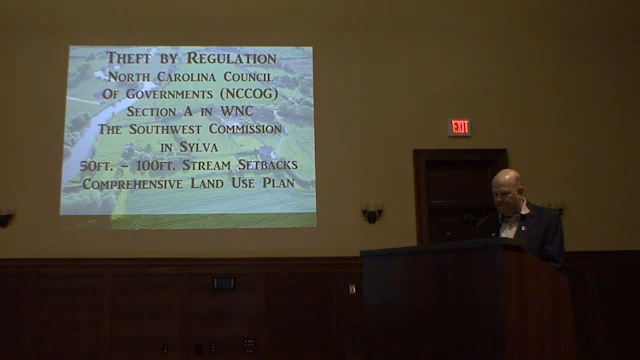 THEFT BY REGULATION
NORTH CAROLINA COUNCIL
OF GOVERNMENTS (NCCOG)
SECTION A IN WNC
THE SOUTHWEST COMMISSION
IN SYLVA
50FT. – 100FT. STREAM SETBACKS
COMPREHENSIVE LAND USE PLAN
EXIT